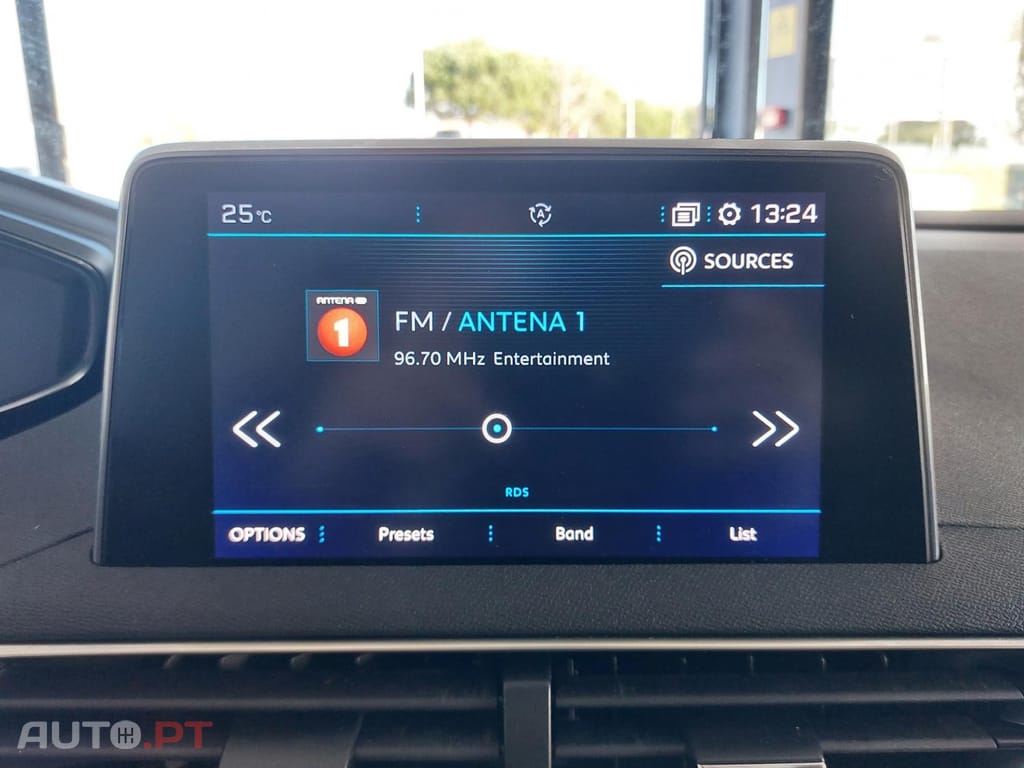 25°C
A
13:24
SOURCES
ANTENA
1
FM / ANTENA 1
96.70 MHz Entertainment
RDS
OPTIONS
Presets
Band
List
AUTO.PT